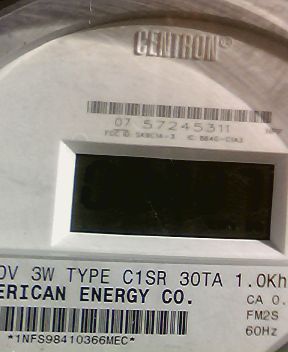 CENTRON®
07 57245311
0V 3W TYPE C1SR 30TA 1.0Kh
ERICAN ENERGY CO.
CA 0.
FM2S
60Hz
*1NFS98410366MEC*